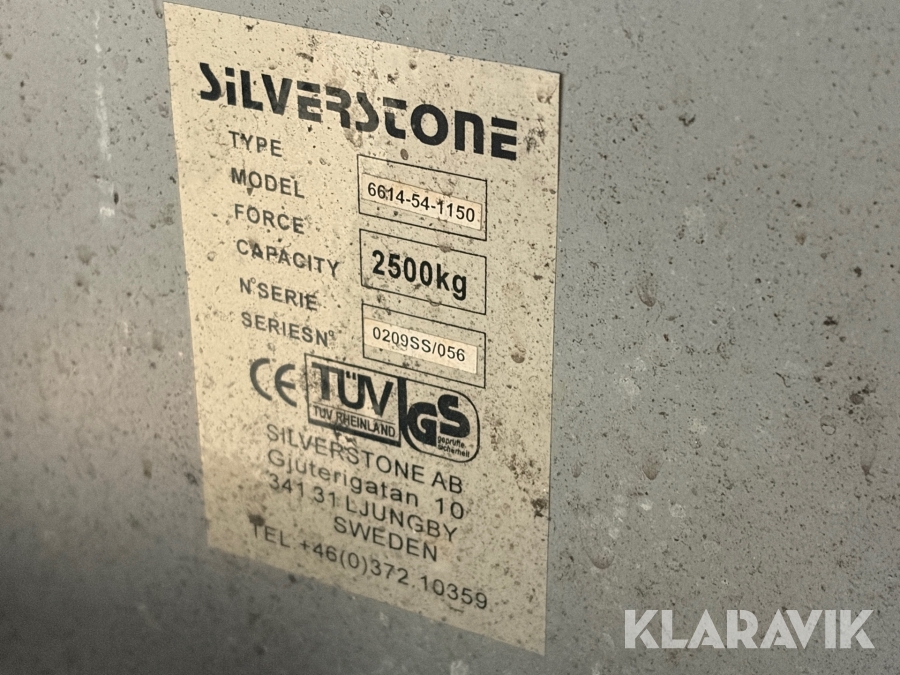 SiLVERSTONE
TYPE
MODEL
6614-54-1150
FORCE
CAPACITY
2500kg
N'SERIE
SERIESN°
0209SS/056
CE
TÜV
TÜV RHEINLAND
GS
geprüfte
sicherheit
SILVERSTONE AB
Gjuterigatan 10
341 31 LJUNGBY
SWEDEN
TEL +46(0)372 10359
KLARAVIK